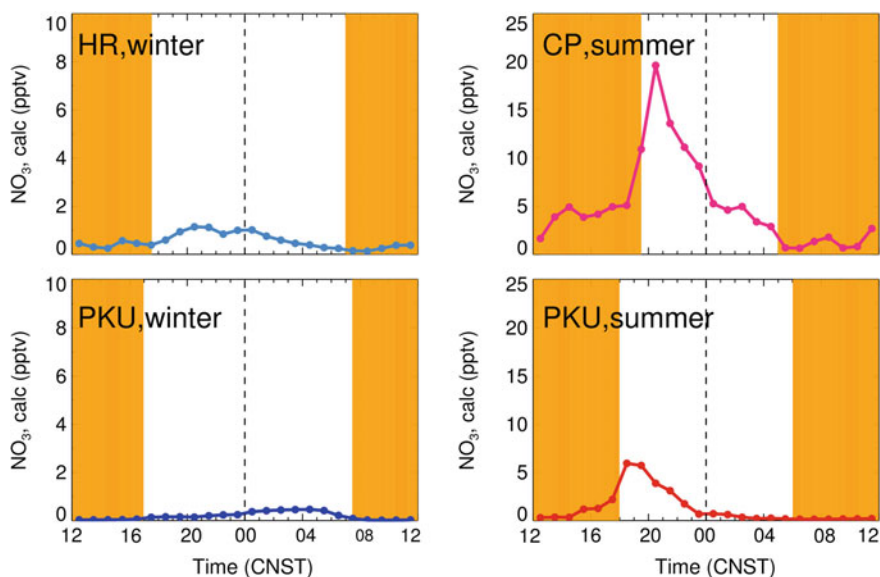 HR,winter
NO3, calc (pptv)
10
8
6
4
2
0
CP,summer
NO3, calc (pptv)
25
20
15
10
5
0
PKU,winter
NO3, calc (pptv)
10
8
6
4
2
0
12 16 20 00 04 08 12
Time (CNST)
PKU,summer
NO3, calc (pptv)
25
20
15
10
5
0
12 16 20 00 04 08 12
Time (CNST)